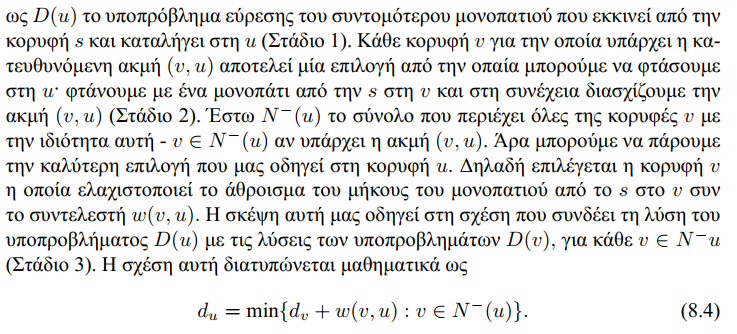 ως D(u) το υποπρόβλημα εύρεσης του συντομότερου μονοπατιού που εκκινεί από την
κορυφή s και καταλήγει στη u (Στάδιο 1). Κάθε κορυφή v για την οποία υπάρχει η κα-
τευθυνόμενη ακμή (v, u) αποτελεί μία επιλογή από την οπαία μπορούμε να φτάσουμε
στη u· φτάνουμε με ένα μονοπάτι από την s στη v και στη συνέχεια διασχίζουμε την
ακμή (v, u) (Στάδιο 2). Έστω N⁻(u) το σύνολο που περιέχει όλες της κορυφές v με
την ιδιότητα αυτή - v ∈ N⁻(u) αν υπάρχει η ακμή (v, u). Άρα μπορούμε να πάρουμε
την καλύτερη επιλογή που μας οδηγεί στη κορυφή u. Δηλαδή επιλέγεται η κορυφή v
η οποία ελαχιστοποιεί το άθροισμα του μήκους του μονοπατιού από το s στο v συν
το συντελεστή w(v, u). Η σκέψη αυτή μας οδηγεί στη σχέση που συνδέει τη λύση του
υποπροβλήματος D(u) με τις λύσεις των υποπροβλημάτων D(v), για κάθε v ∈ N⁻u
(Στάδιο 3). Η σχέση αυτή διατυπώνεται μαθηματικά ως
d_u = min{d_v + w(v, u) : v ∈ N⁻(u)}. (8.4)